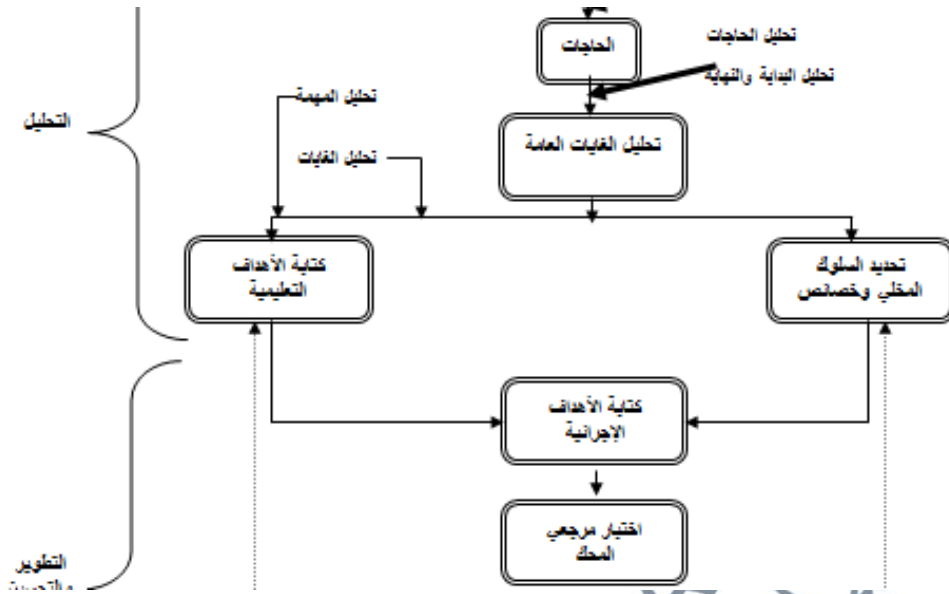 الحاجات
تحليل الحاجات
تحليل البداية والنهاية
تحليل المهمة
التحليل
تحليل الغايات العامة
تحليل الغايات
كتابة الأهداف
التعليمية
تحديد السلوك
المخلي وخصائص
كتابة الأهداف
الإجرائية
اختبار مرجعي
المحك
التطوير